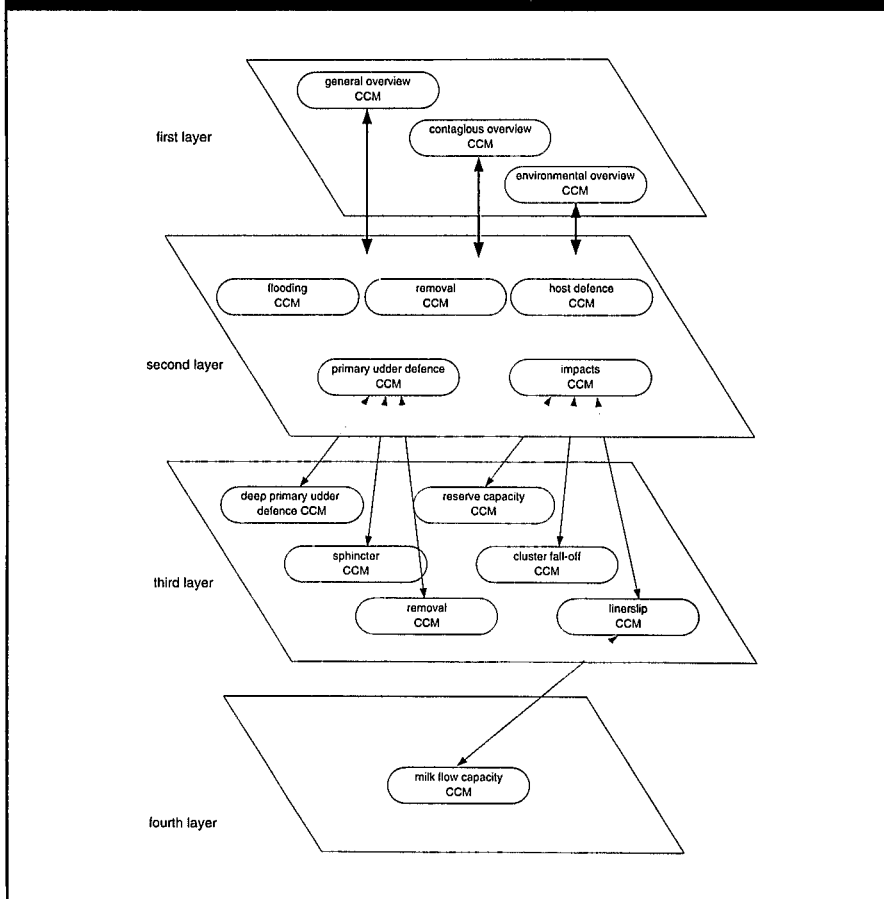 general overview
CCM
first layer
contagious overview
CCM
environmental overview
CCM
flooding
CCM
removal
CCM
host defence
CCM
second layer
primary udder defence
CCM
impacts
CCM
deep primary udder
defence CCM
reserve capacity
CCM
sphincter
CCM
cluster fall-off
CCM
third layer
removal
CCM
linerslip
CCM
milk flow capacity
CCM
fourth layer